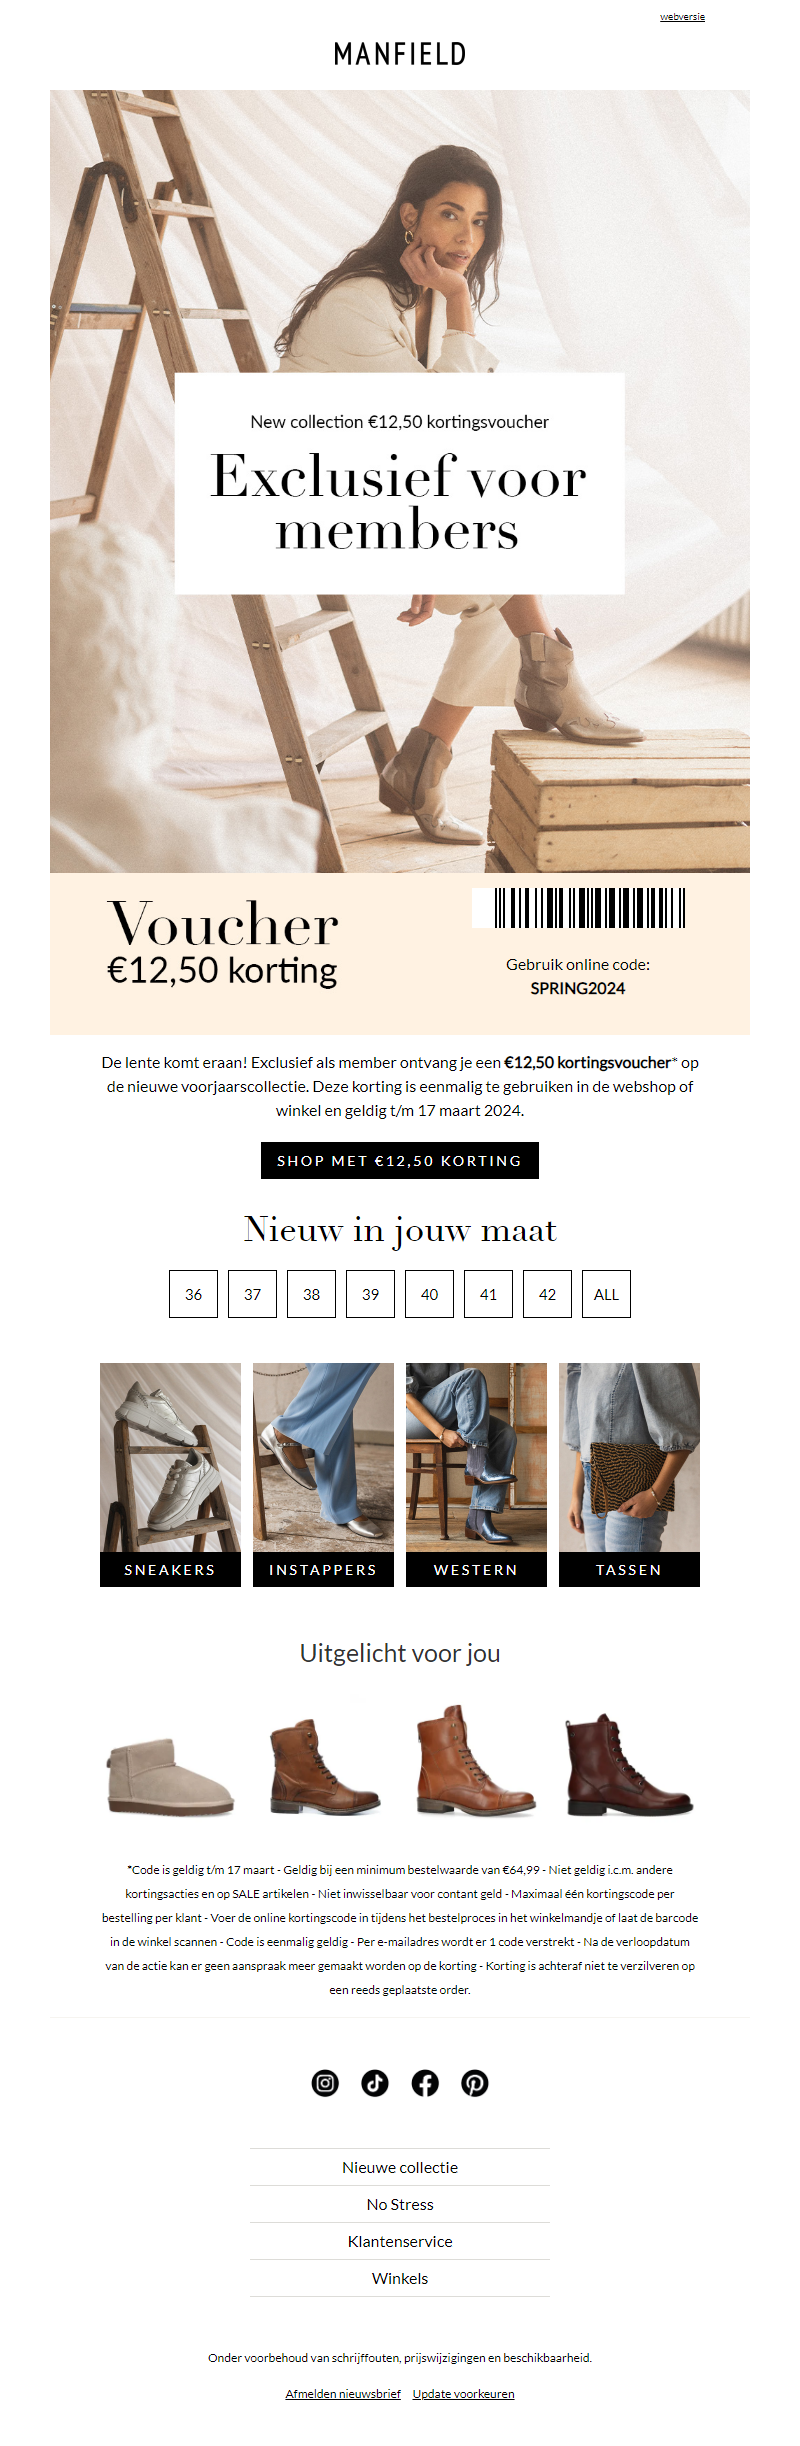 webversie
MANFIELD
New collection €12,50 kortingsvoucher
Exclusief voor
members
Voucher
€12,50 korting
Gebruik online code:
SPRING2024
De lente komt eraan! Exclusief als member ontvang je een €12,50 kortingsvoucher* op
de nieuwe voorjaarscollectie. Deze korting is eenmalig te gebruiken in de webshop of
winkel en geldig t/m 17 maart 2024.
SHOP MET €12,50 KORTING
Nieuw in jouw maat
36 37 38 39 40 41 42 ALL
SNEAKERS INSTAPPERS WESTERN TASSEN
Uitgelicht voor jou
*Code is geldig t/m 17 maart - Geldig bij een minimum bestelwaarde van €64,99 - Niet geldig i.c.m. andere
kortingsacties en op SALE artikelen - Niet inwisselbaar voor contant geld - Maximaal één kortingscode per
bestelling per klant - Voer de online kortingscode in tijdens het bestelproces in het winkelmandje of laat de barcode
in de winkel scannen - Code is eenmalig geldig - Per e-mailadres wordt er 1 code verstrekt - Na de verloopdatum
van de actie kan er geen aanspraak meer gemaakt worden op de korting - Korting is achteraf niet te verzilveren op
een reeds geplaatste order.
Nieuwe collectie
No Stress
Klantenservice
Winkels
Onder voorbehoud van schrijffouten, prijswijzigingen en beschikbaarheid.
Afmelden nieuwsbrief Update voorkeuren